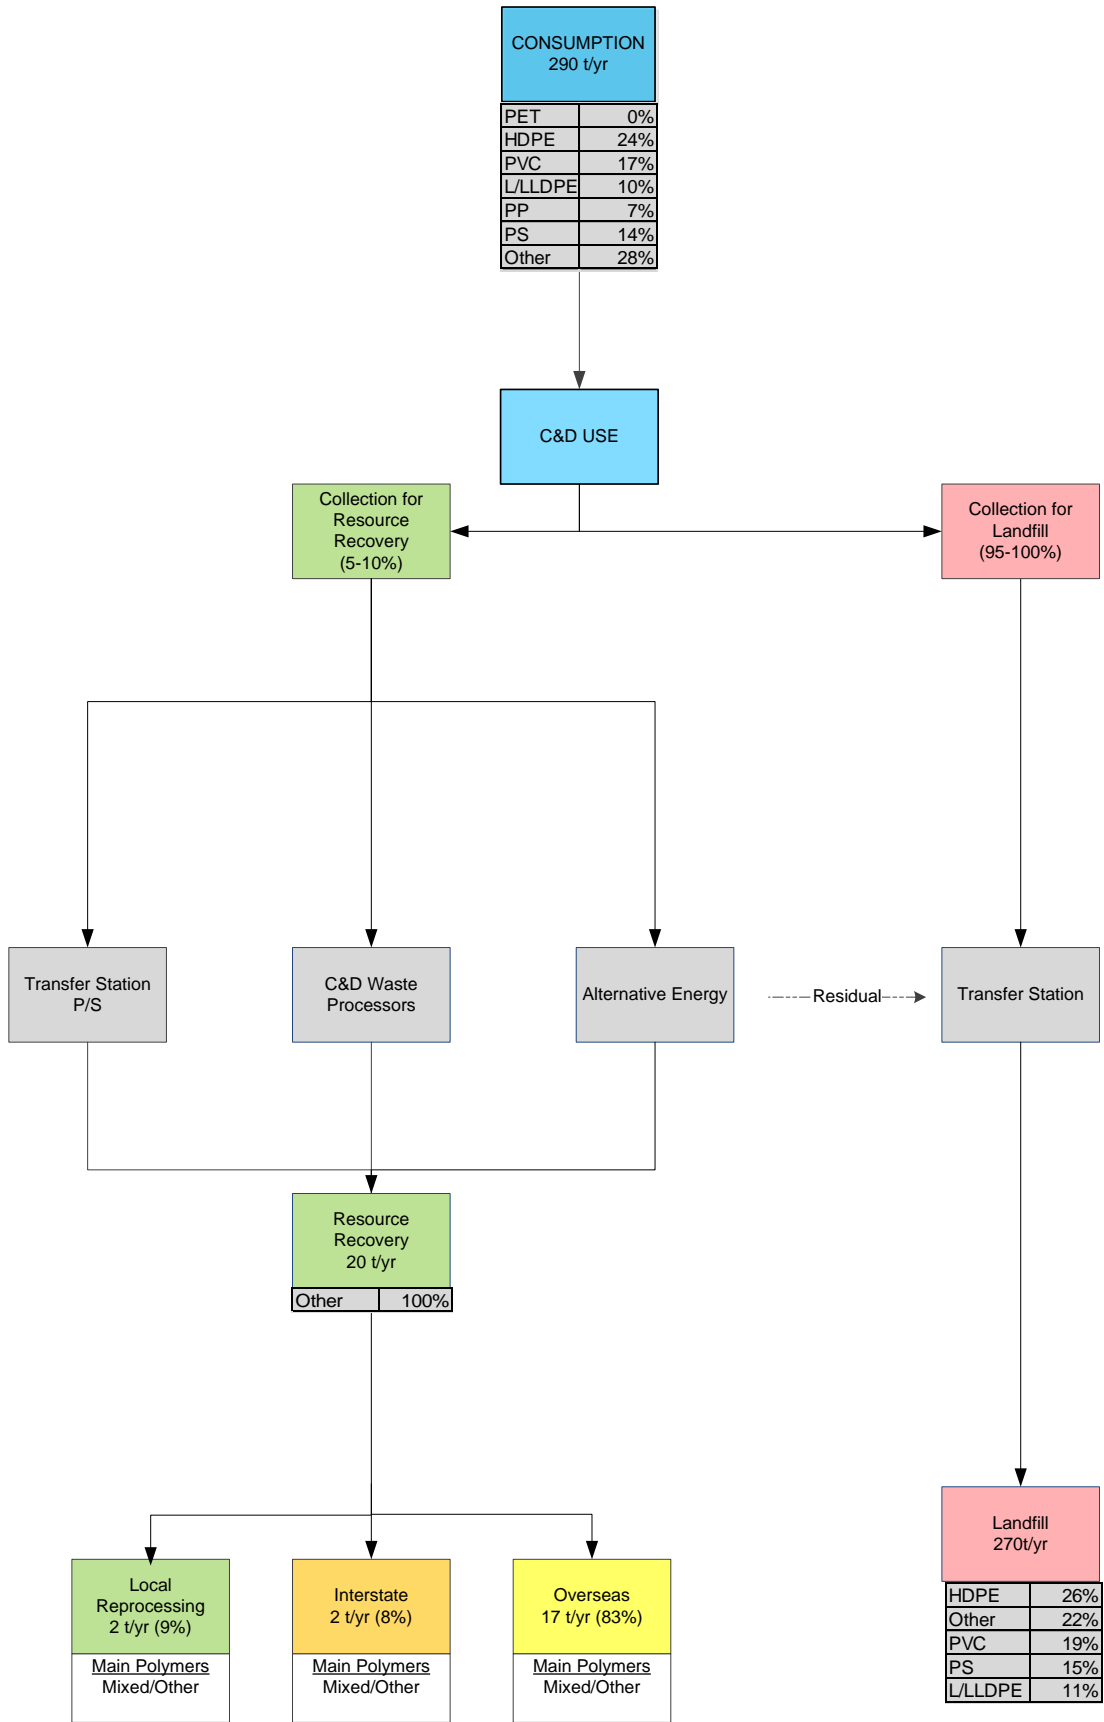 CONSUMPTION
290 t/yr
PET 0%
HDPE 24%
PVC 17%
L/LLDPE 10%
PP 7%
PS 14%
Other 28%
C&D USE
Collection for
Resource
Recovery
(5-10%)
Collection for
Landfill
(95-100%)
Transfer Station
P/S
C&D Waste
Processors
Alternative Energy
Residual
Transfer Station
Resource
Recovery
20 t/yr
Other 100%
Local
Reprocessing
2 t/yr (9%)
Main Polymers
Mixed/Other
Interstate
2 t/yr (8%)
Main Polymers
Mixed/Other
Overseas
17 t/yr (83%)
Main Polymers
Mixed/Other
Landfill
270t/yr
HDPE 26%
Other 22%
PVC 19%
PS 15%
L/LLDPE 11%